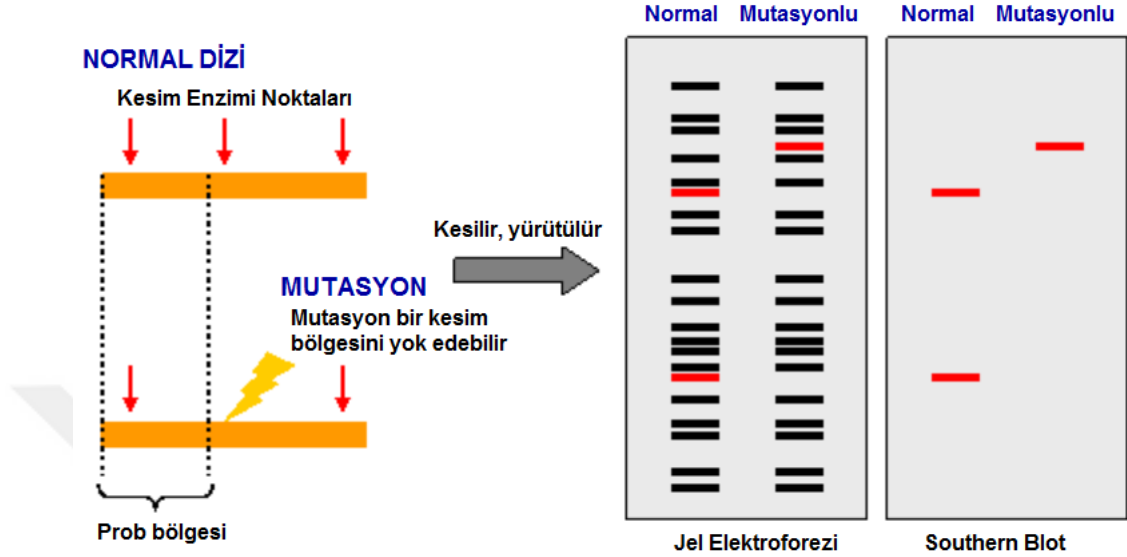 NORMAL DİZİ
Kesim Enzimi Noktaları
MUTASYON
Mutasyon bir kesim
bölgesini yok edebilir
Prob bölgesi
Kesilir, yürütülür
Normal Mutasyonlu
Jel Elektroforezi
Normal Mutasyonlu
Southern Blot